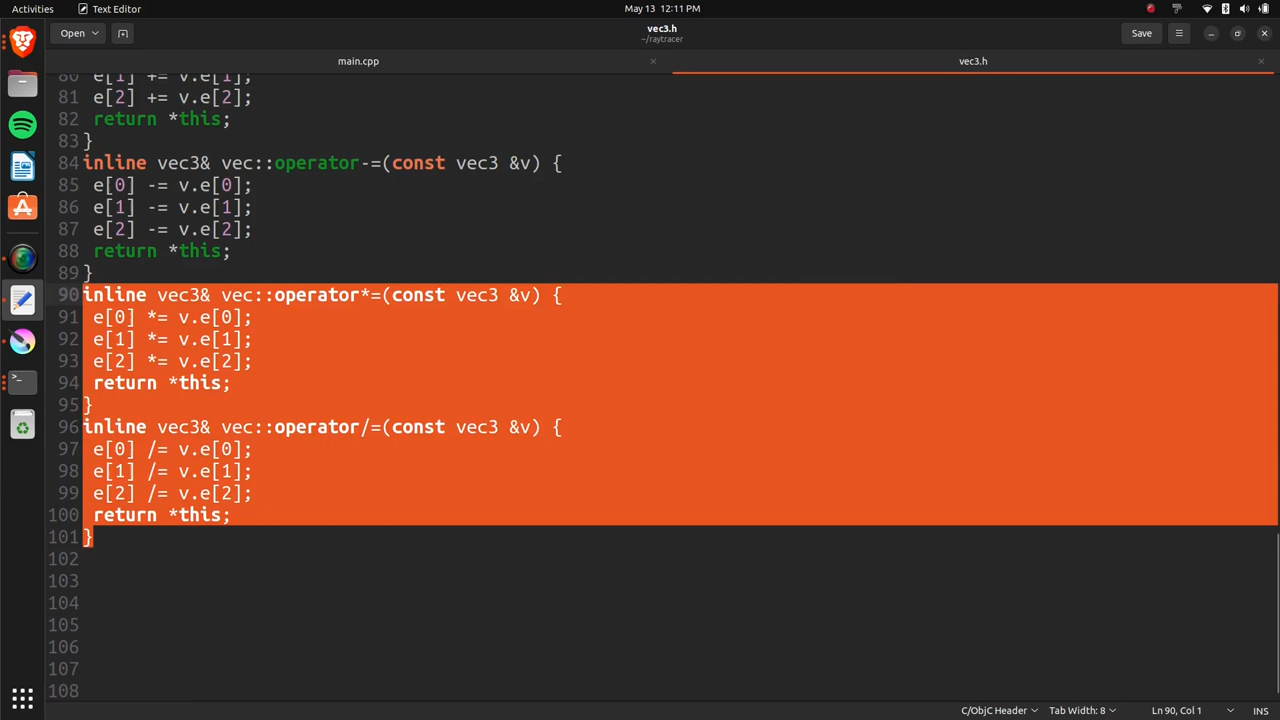 Activities Text Editor May 13 12:11 PM
Open vec3.h Save
~/raytracer
main.cpp vec3.h
80 e[1] += v.e[1];
81 e[2] += v.e[2];
82 return *this;
83 }
84 inline vec3& vec::operator-=(const vec3 &v) {
85 e[0] -= v.e[0];
86 e[1] -= v.e[1];
87 e[2] -= v.e[2];
88 return *this;
89 }
90 inline vec3& vec::operator*=(const vec3 &v) {
91 e[0] *= v.e[0];
92 e[1] *= v.e[1];
93 e[2] *= v.e[2];
94 return *this;
95 }
96 inline vec3& vec::operator/=(const vec3 &v) {
97 e[0] /= v.e[0];
98 e[1] /= v.e[1];
99 e[2] /= v.e[2];
100 return *this;
101 }
102
103
104
105
106
107
108
C/ObjC Header Tab Width: 8 Ln 90, Col 1 INS